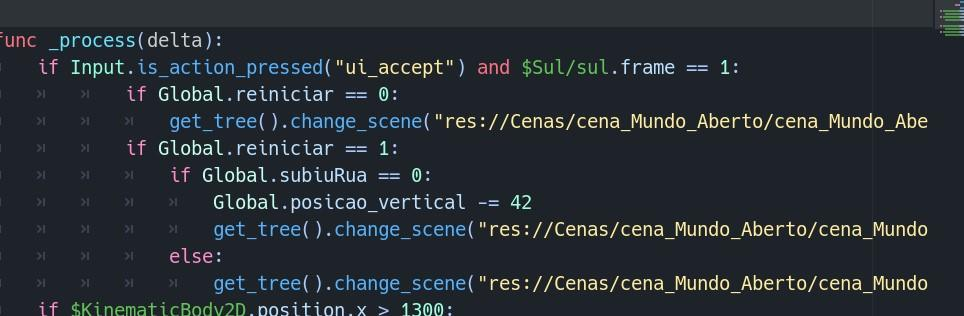 func _process(delta):
if Input.is_action_pressed("ui_accept") and $Sul/sul.frame == 1:
if Global.reiniciar == 0:
get_tree().change_scene("res://Cenas/cena_Mundo_Aberto/cena_Mundo_Abe
if Global.reiniciar == 1:
if Global.subiuRua == 0:
Global.posicao_vertical -= 42
get_tree().change_scene("res://Cenas/cena_Mundo_Aberto/cena_Mundo
else:
get_tree().change_scene("res://Cenas/cena_Mundo_Aberto/cena_Mundo
if $KinematicBody2D.position.x > 1300: